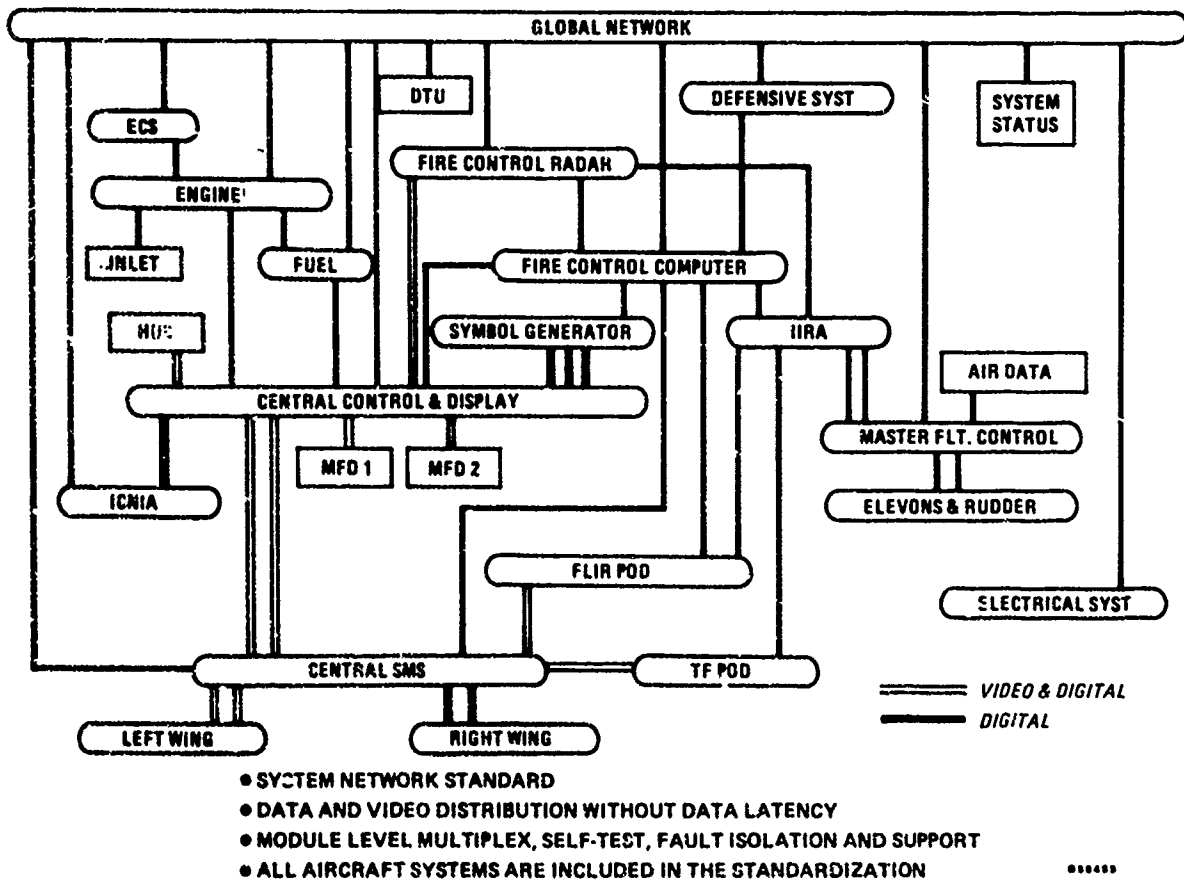 GLOBAL NETWORK
DTU
DEFENSIVE SYST
SYSTEM
STATUS
ECS
FIRE CONTROL RADAR
ENGINE
INLET
FUEL
FIRE CONTROL COMPUTER
SYMBOL GENERATOR
IIRA
AIR DATA
CENTRAL CONTROL & DISPLAY
MASTER FLT. CONTROL
MFD 1
MFD 2
ICNIA
ELEVONS & RUDDER
FLIR POD
ELECTRICAL SYST
CENTRAL SMS
TF POD
VIDEO & DIGITAL
DIGITAL
LEFT WING
RIGHT WING
● SYSTEM NETWORK STANDARD
● DATA AND VIDEO DISTRIBUTION WITHOUT DATA LATENCY
● MODULE LEVEL MULTIPLEX, SELF-TEST, FAULT ISOLATION AND SUPPORT
● ALL AIRCRAFT SYSTEMS ARE INCLUDED IN THE STANDARDIZATION